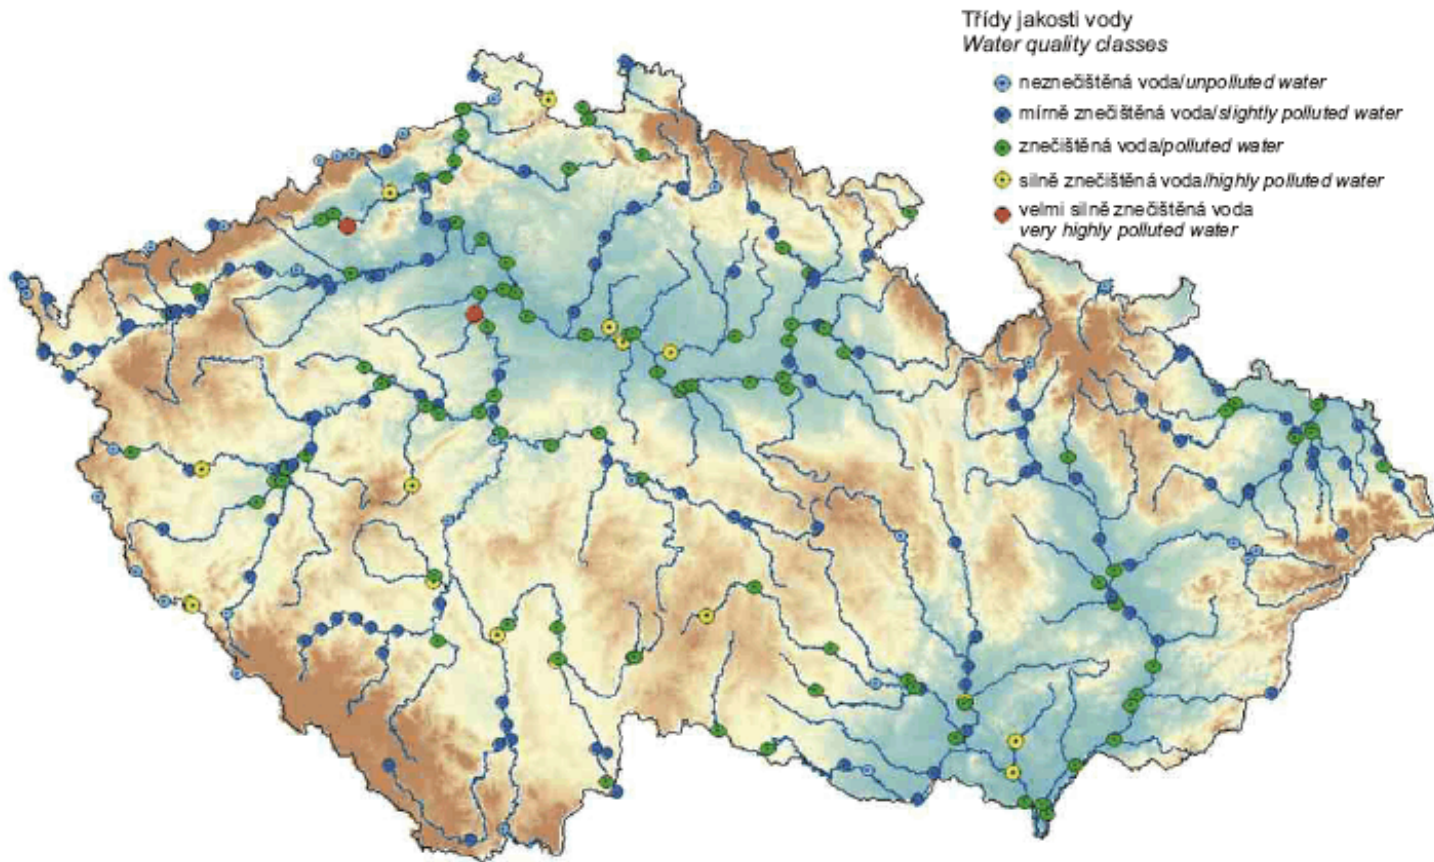 Třídy jakosti vody
Water quality classes
neznečištěná voda/unpolluted water
mírně znečištěná voda/slightly polluted water
znečištěná voda/polluted water
silně znečištěná voda/highly polluted water
velmi silně znečištěná voda
very highly polluted water